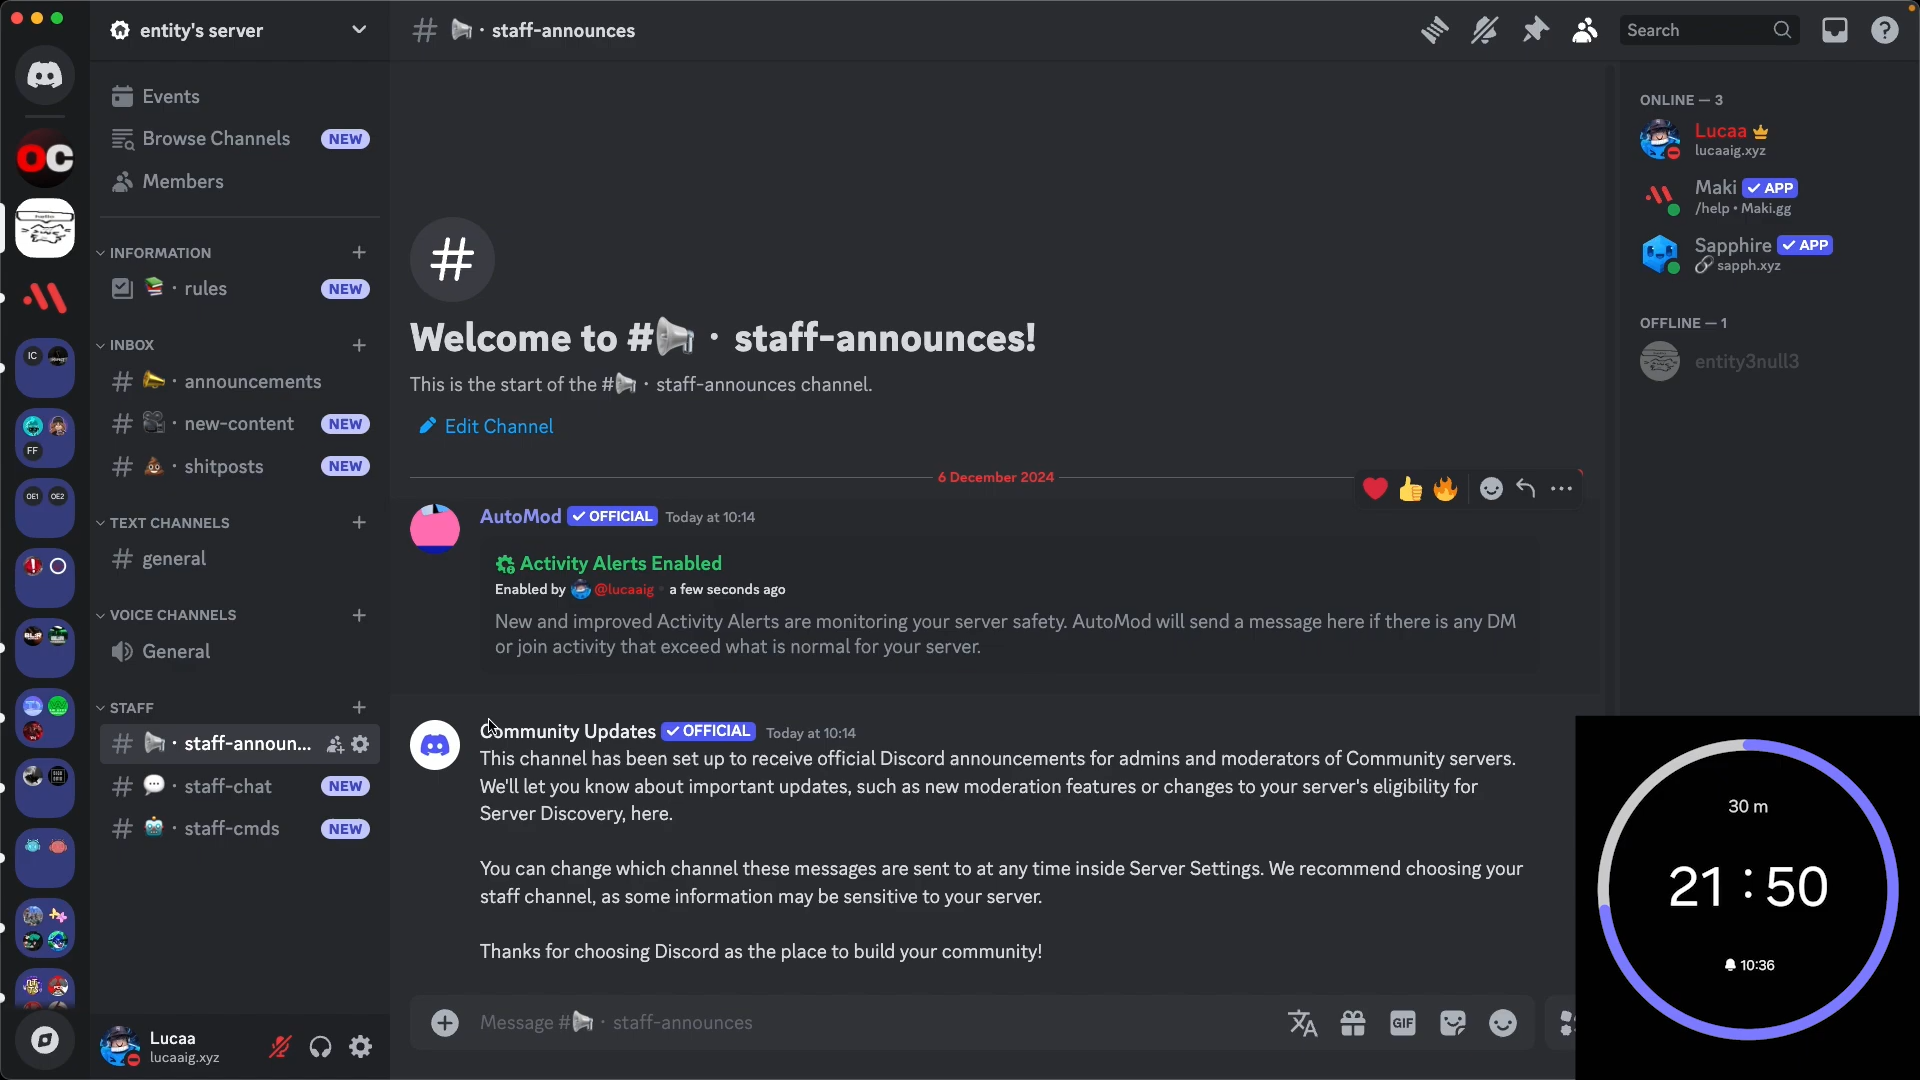 entity's server
Events
Browse Channels NEW
Members
INFORMATION
📚 · rules NEW
INBOX
📣 · announcements
🎥 · new-content NEW
💩 · shitposts NEW
TEXT CHANNELS
general
VOICE CHANNELS
General
STAFF
📢 · staff-announ...
💬 · staff-chat NEW
🤖 · staff-cmds NEW
Lucaa
lucaaig.xyz
OC
IC
FF
OE1 OE2
# 📢 · staff-announces
Search
#
Welcome to #📢 · staff-announces!
This is the start of the #📢 · staff-announces channel.
Edit Channel
6 December 2024
AutoMod ✓ OFFICIAL Today at 10:14
Activity Alerts Enabled
Enabled by @lucaaig • a few seconds ago
New and improved Activity Alerts are monitoring your server safety. AutoMod will send a message here if there is any DM
or join activity that exceed what is normal for your server.
Community Updates ✓ OFFICIAL Today at 10:14
This channel has been set up to receive official Discord announcements for admins and moderators of Community servers.
We'll let you know about important updates, such as new moderation features or changes to your server's eligibility for
Server Discovery, here.
You can change which channel these messages are sent to at any time inside Server Settings. We recommend choosing your
staff channel, as some information may be sensitive to your server.
Thanks for choosing Discord as the place to build your community!
Message #📢 · staff-announces
GIF
ONLINE — 3
Lucaa
lucaaig.xyz
Maki ✓ APP
/help • Maki.gg
Sapphire ✓ APP
🔗 sapph.xyz
OFFLINE — 1
entity3null3
30 m
21 : 50
10:36